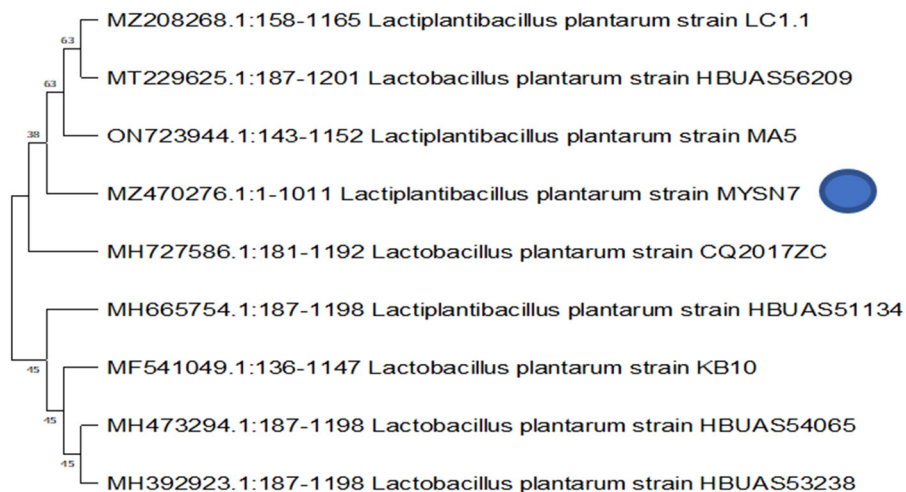 MZ208268.1:158-1165 Lactiplantibacillus plantarum strain LC1.1
63
MT229625.1:187-1201 Lactobacillus plantarum strain HBUAS56209
63
ON723944.1:143-1152 Lactiplantibacillus plantarum strain MA5
38
MZ470276.1:1-1011 Lactiplantibacillus plantarum strain MYSN7
MH727586.1:181-1192 Lactobacillus plantarum strain CQ2017ZC
MH665754.1:187-1198 Lactiplantibacillus plantarum strain HBUAS51134
45
MF541049.1:136-1147 Lactobacillus plantarum strain KB10
45
MH473294.1:187-1198 Lactobacillus plantarum strain HBUAS54065
45
MH392923.1:187-1198 Lactobacillus plantarum strain HBUAS53238